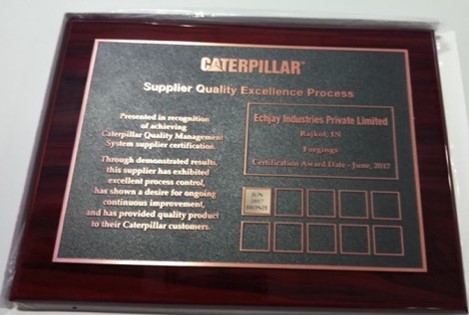 CATERPILLAR
Supplier Quality Excellence Process
Presented in recognition
of achieving
Caterpillar Quality Management
System supplier certification.
Through demonstrated results,
this supplier has exhibited
excellent process control,
has shown a desire for ongoing
continuous improvement,
and has provided quality product
to their Caterpillar customers.
Echjay Industries Private Limited
Rajkot, IN
Forgings
Certification Award Date - June, 2017
JUN
2017
BRONZE